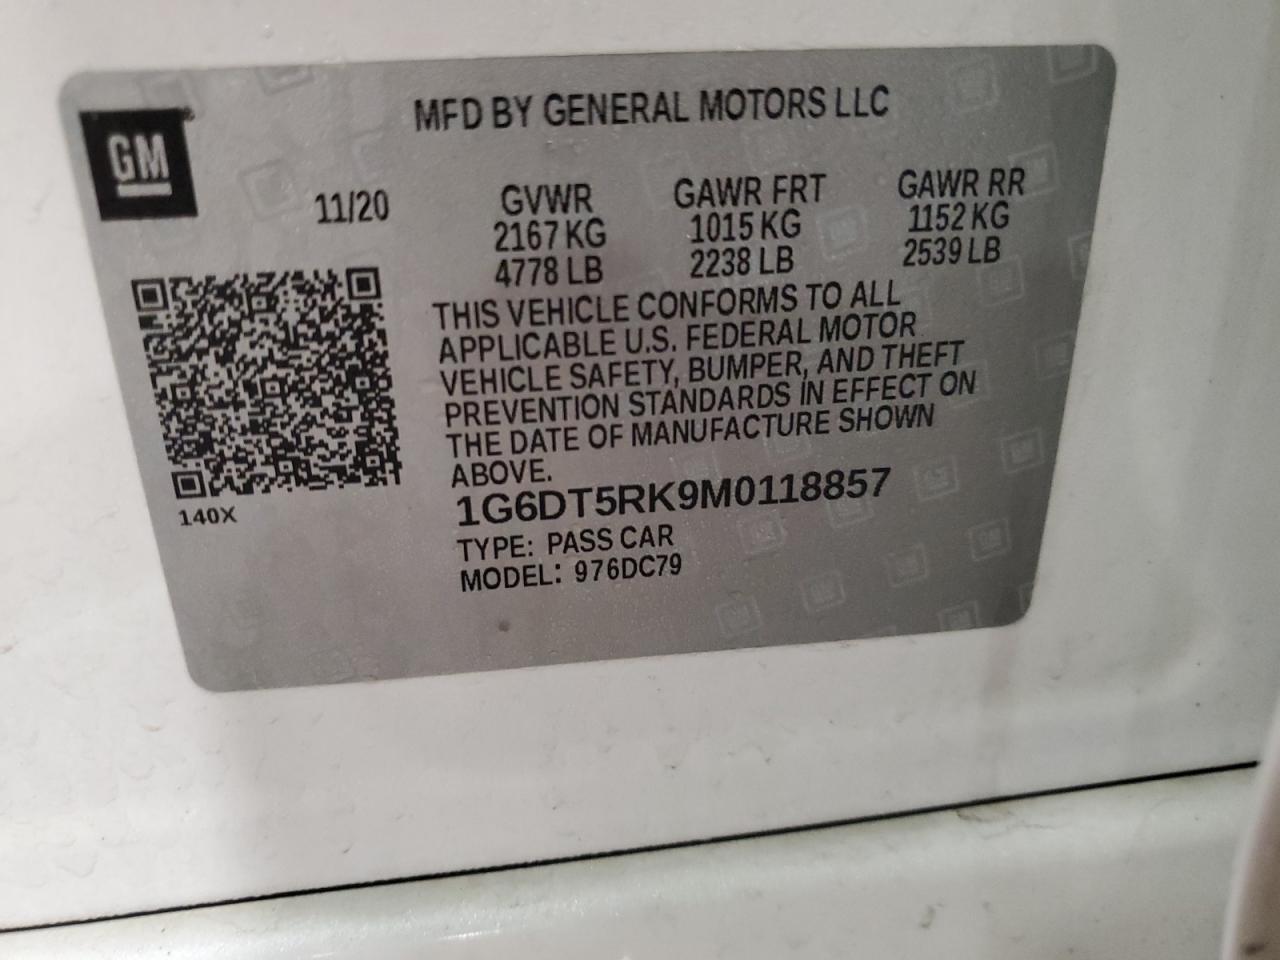 MFD BY GENERAL MOTORS LLC
GM
11/20
GVWR GAWR FRT GAWR RR
2167 KG 1015 KG 1152 KG
4778 LB 2238 LB 2539 LB
THIS VEHICLE CONFORMS TO ALL
APPLICABLE U.S. FEDERAL MOTOR
VEHICLE SAFETY, BUMPER, AND THEFT
PREVENTION STANDARDS IN EFFECT ON
THE DATE OF MANUFACTURE SHOWN
ABOVE.
1G6DT5RK9M0118857
140X
TYPE: PASS CAR
MODEL: 976DC79